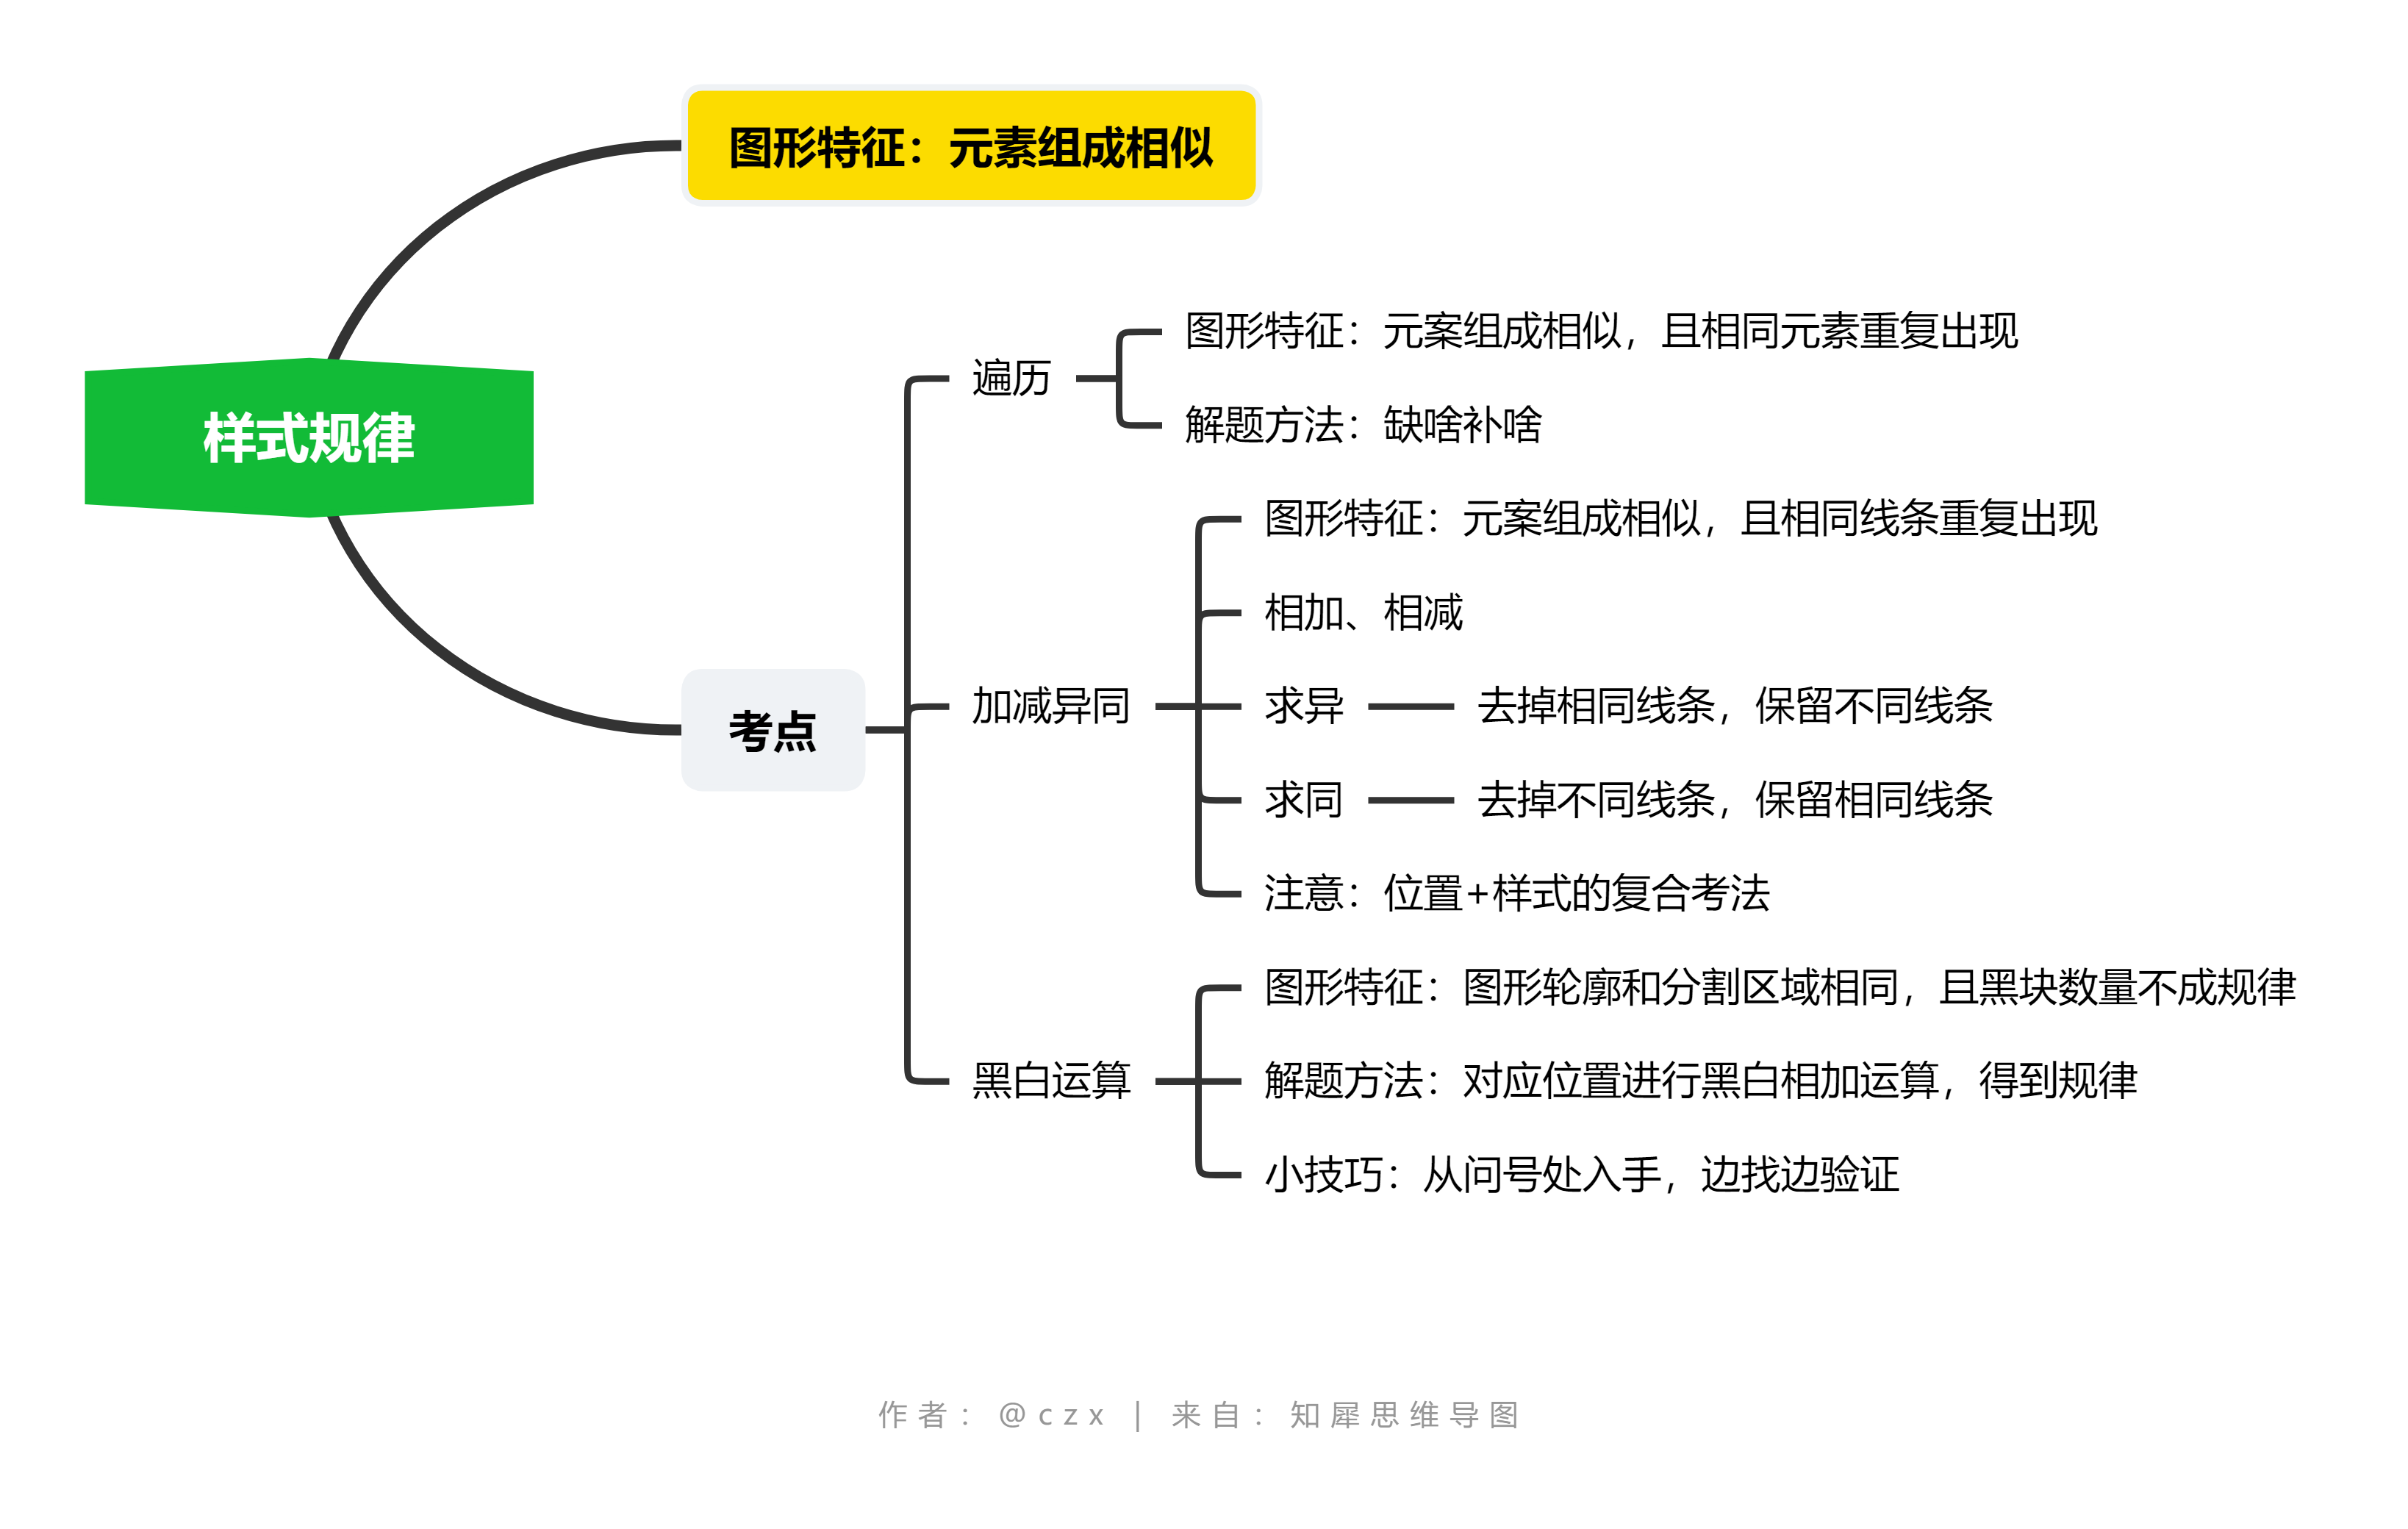 图形特征：元素组成相似
样式规律
考点
遍历
图形特征：元案组成相似，且相同元素重复出现
解题方法：缺啥补啥
加减异同
图形特征：元案组成相似，且相同线条重复出现
相加、相减
求异
去掉相同线条，保留不同线条
求同
去掉不同线条，保留相同线条
注意：位置+样式的复合考法
黑白运算
图形特征：图形轮廓和分割区域相同，且黑块数量不成规律
解题方法：对应位置进行黑白相加运算，得到规律
小技巧：从问号处入手，边找边验证
作者：@czx | 来自：知犀思维导图